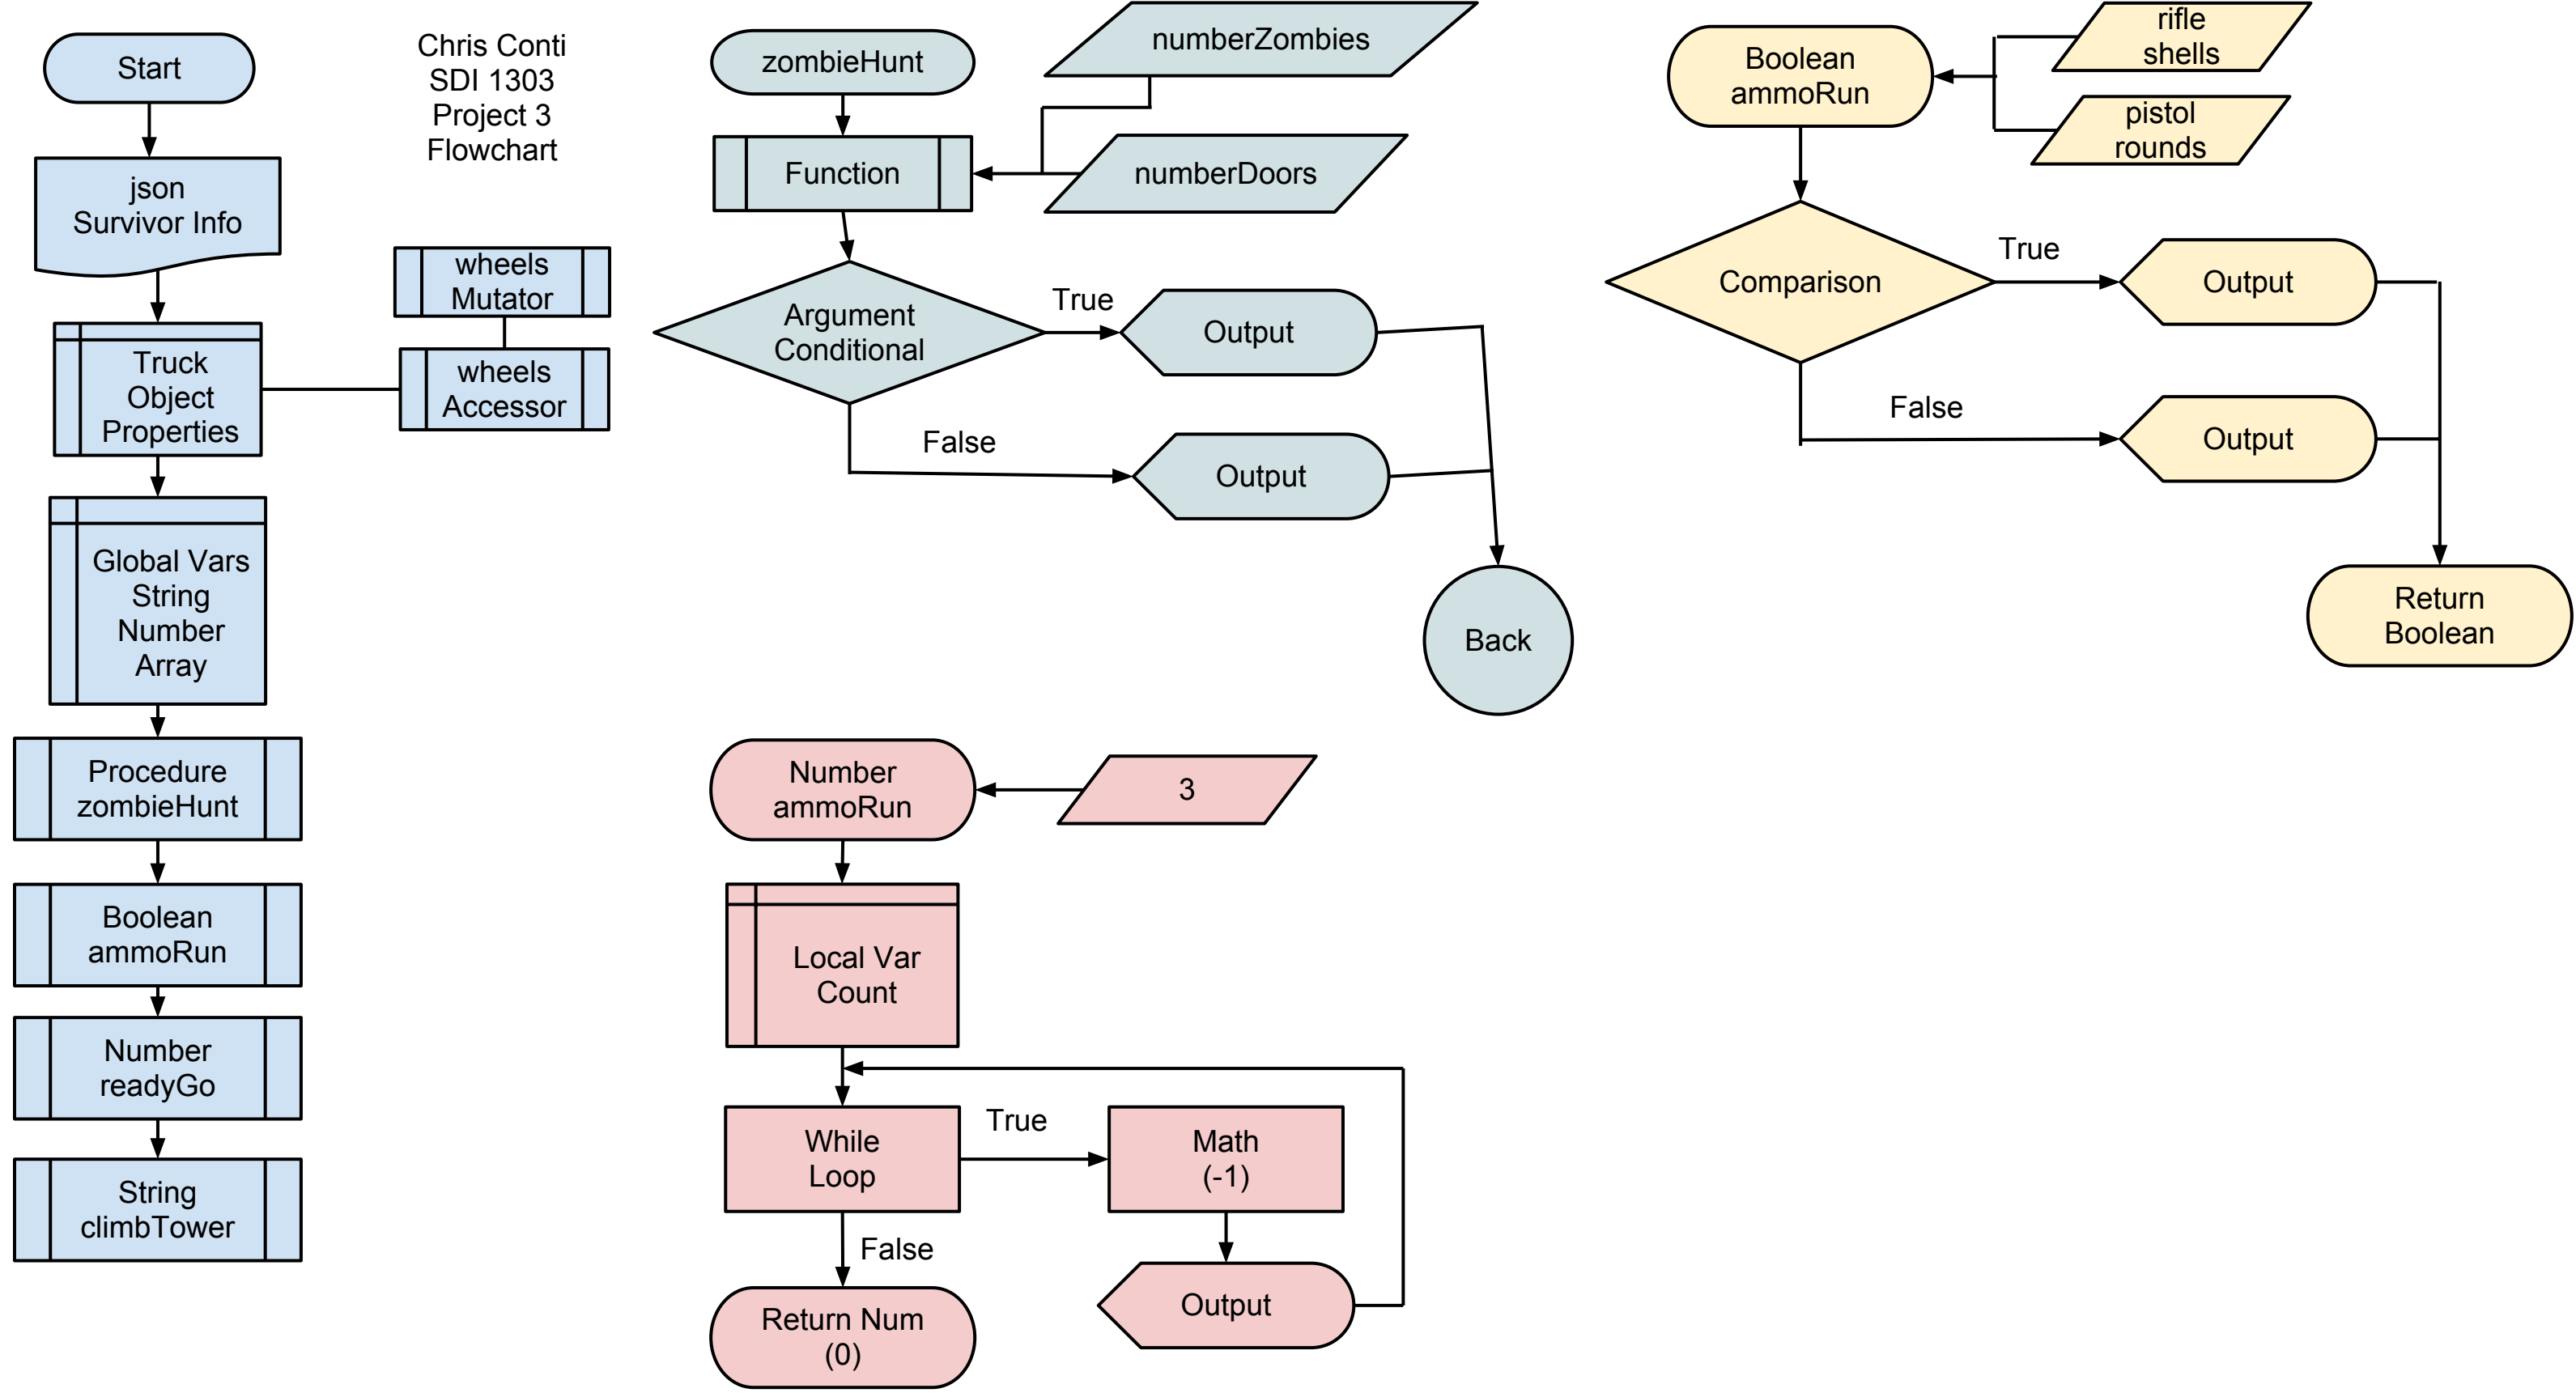 Start
json
Survivor Info
Truck
Object
Properties
wheels
Mutator
wheels
Accessor
Global Vars
String
Number
Array
Procedure
zombieHunt
Boolean
ammoRun
Number
readyGo
String
climbTower
Chris Conti
SDI 1303
Project 3
Flowchart
zombieHunt
numberZombies
Function
numberDoors
Argument
Conditional
True
Output
False
Output
Back
Number
ammoRun
3
Local Var
Count
While
Loop
True
Math
(-1)
False
Output
Return Num
(0)
Boolean
ammoRun
rifle
shells
pistol
rounds
Comparison
True
Output
False
Output
Return
Boolean